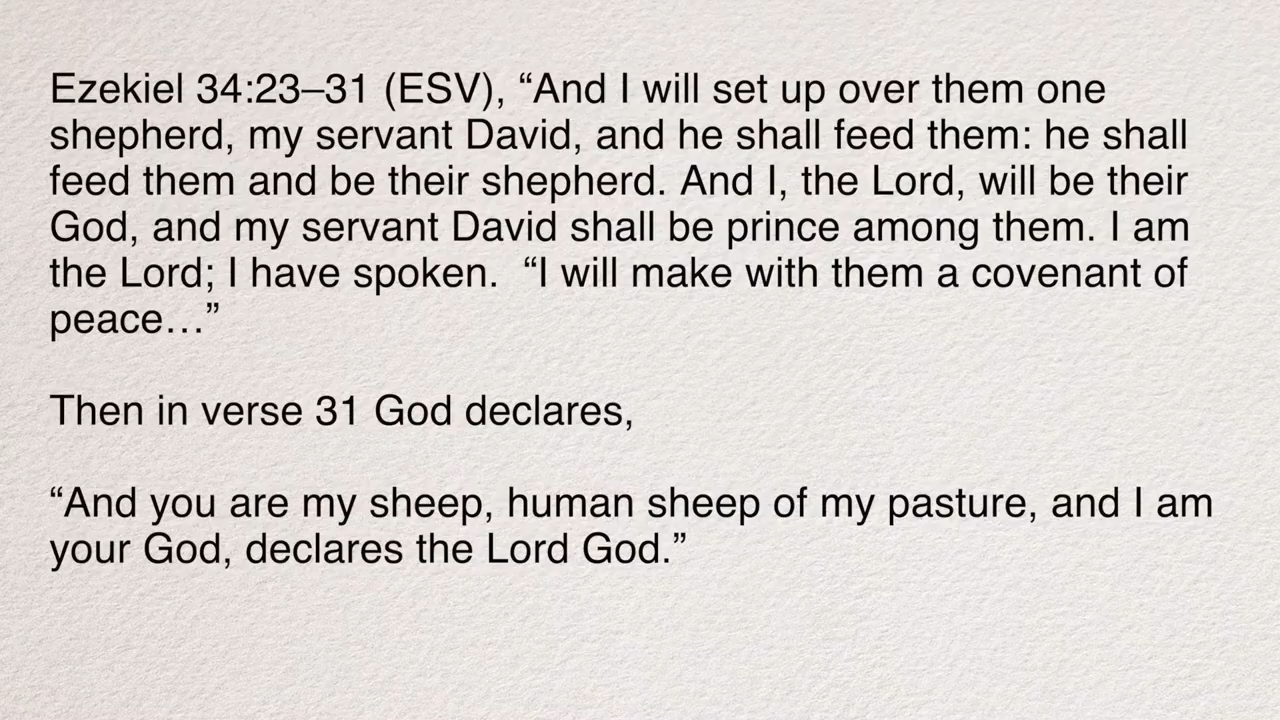 Ezekiel 34:23–31 (ESV), “And I will set up over them one
shepherd, my servant David, and he shall feed them: he shall
feed them and be their shepherd. And I, the Lord, will be their
God, and my servant David shall be prince among them. I am
the Lord; I have spoken.  “I will make with them a covenant of
peace…”
Then in verse 31 God declares,
“And you are my sheep, human sheep of my pasture, and I am
your God, declares the Lord God.”